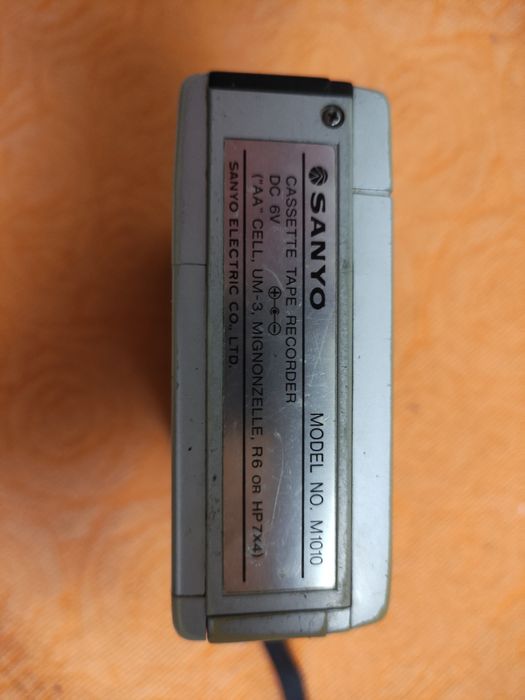 SANYO MODEL NO. M1010
CASSETTE TAPE RECORDER
DC 6V
("AA" CELL, UM-3, MIGNONZELLE, R6 OR HP7X4)
SANYO ELECTRIC CO., LTD.